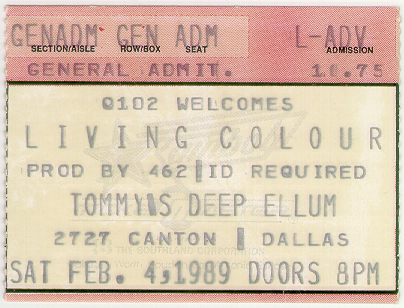 GENADM GEN ADM L-ADV
SECTION/AISLE ROW/BOX SEAT ADMISSION
GENERAL ADMIT. 10.75
Q102 WELCOMES
LIVING COLOUR
PROD BY 462/ID REQUIRED
TOMMY'S DEEP ELLUM
2727 CANTON/DALLAS
SAT FEB. 4,1989 DOORS 8PM